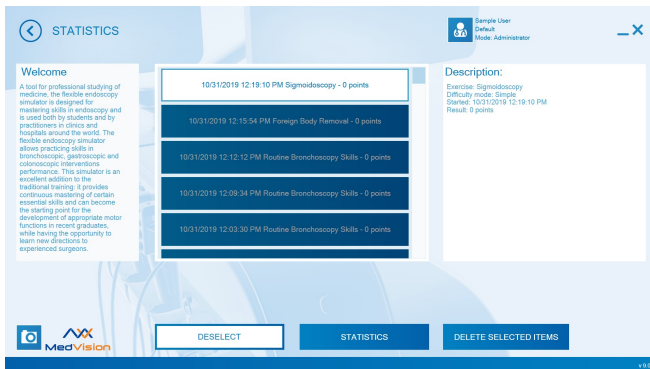 STATISTICS
Sample User
Default
Mode: Administrator
Welcome
A tool for professional studying of
medicine, the flexible endoscopy
simulator is designed for
mastering skills in endoscopy and
is used both by students and by
practitioners in clinics and
hospitals around the world. The
flexible endoscopy simulator
allows practicing skills in
bronchoscopic, gastroscopic and
colonoscopic interventions
performance. This simulator is an
excellent addition to the
traditional training: it provides
continuous mastering of certain
essential skills and can become
the starting point for the
development of appropriate motor
functions in recent graduates,
while having the opportunity to
learn new directions to
experienced surgeons.
10/31/2019 12:19:10 PM Sigmoidoscopy - 0 points
10/31/2019 12:15:54 PM Foreign Body Removal - 0 points
10/31/2019 12:12:12 PM Routine Bronchoscopy Skills - 0 points
10/31/2019 12:09:34 PM Routine Bronchoscopy Skills - 0 points
10/31/2019 12:03:30 PM Routine Bronchoscopy Skills - 0 points
Description:
Exercise: Sigmoidoscopy
Difficulty mode: Simple
Started: 10/31/2019 12:19:10 PM
Result: 0 points
MedVision
DESELECT
STATISTICS
DELETE SELECTED ITEMS